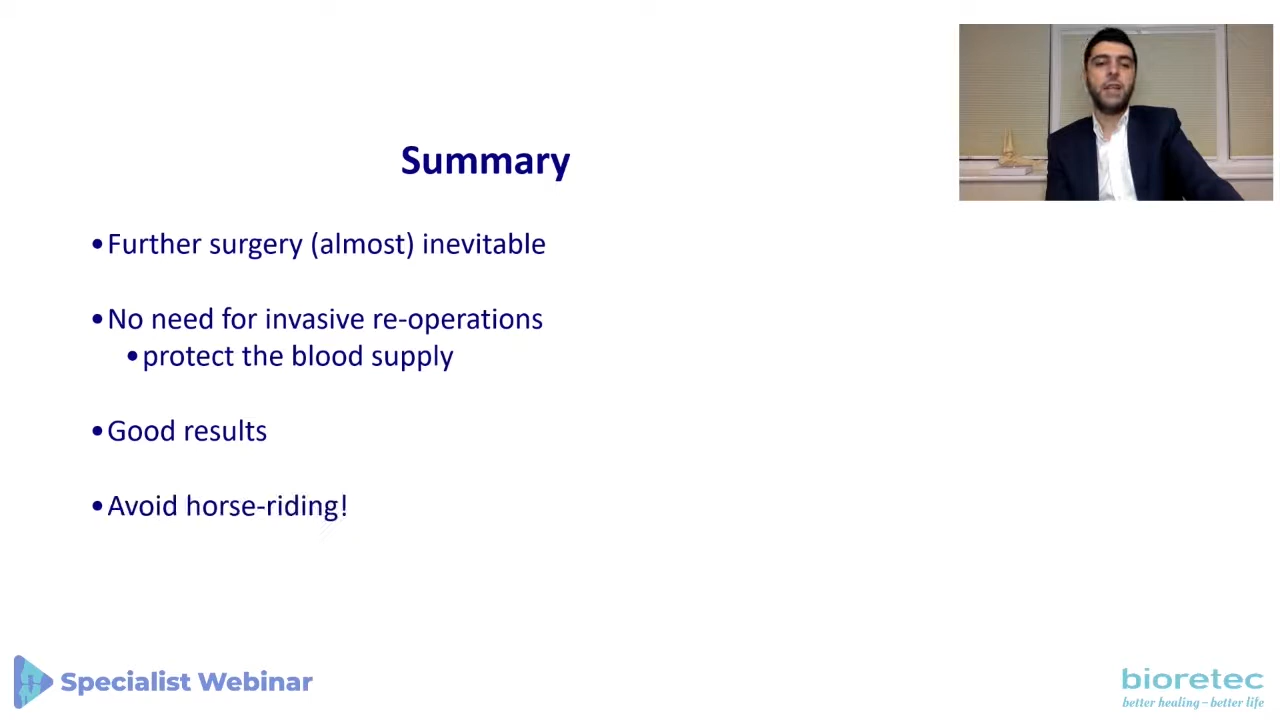 Summary
•Further surgery (almost) inevitable
•No need for invasive re-operations
•protect the blood supply
•Good results
•Avoid horse-riding!
Specialist Webinar
bioretec
better healing – better life